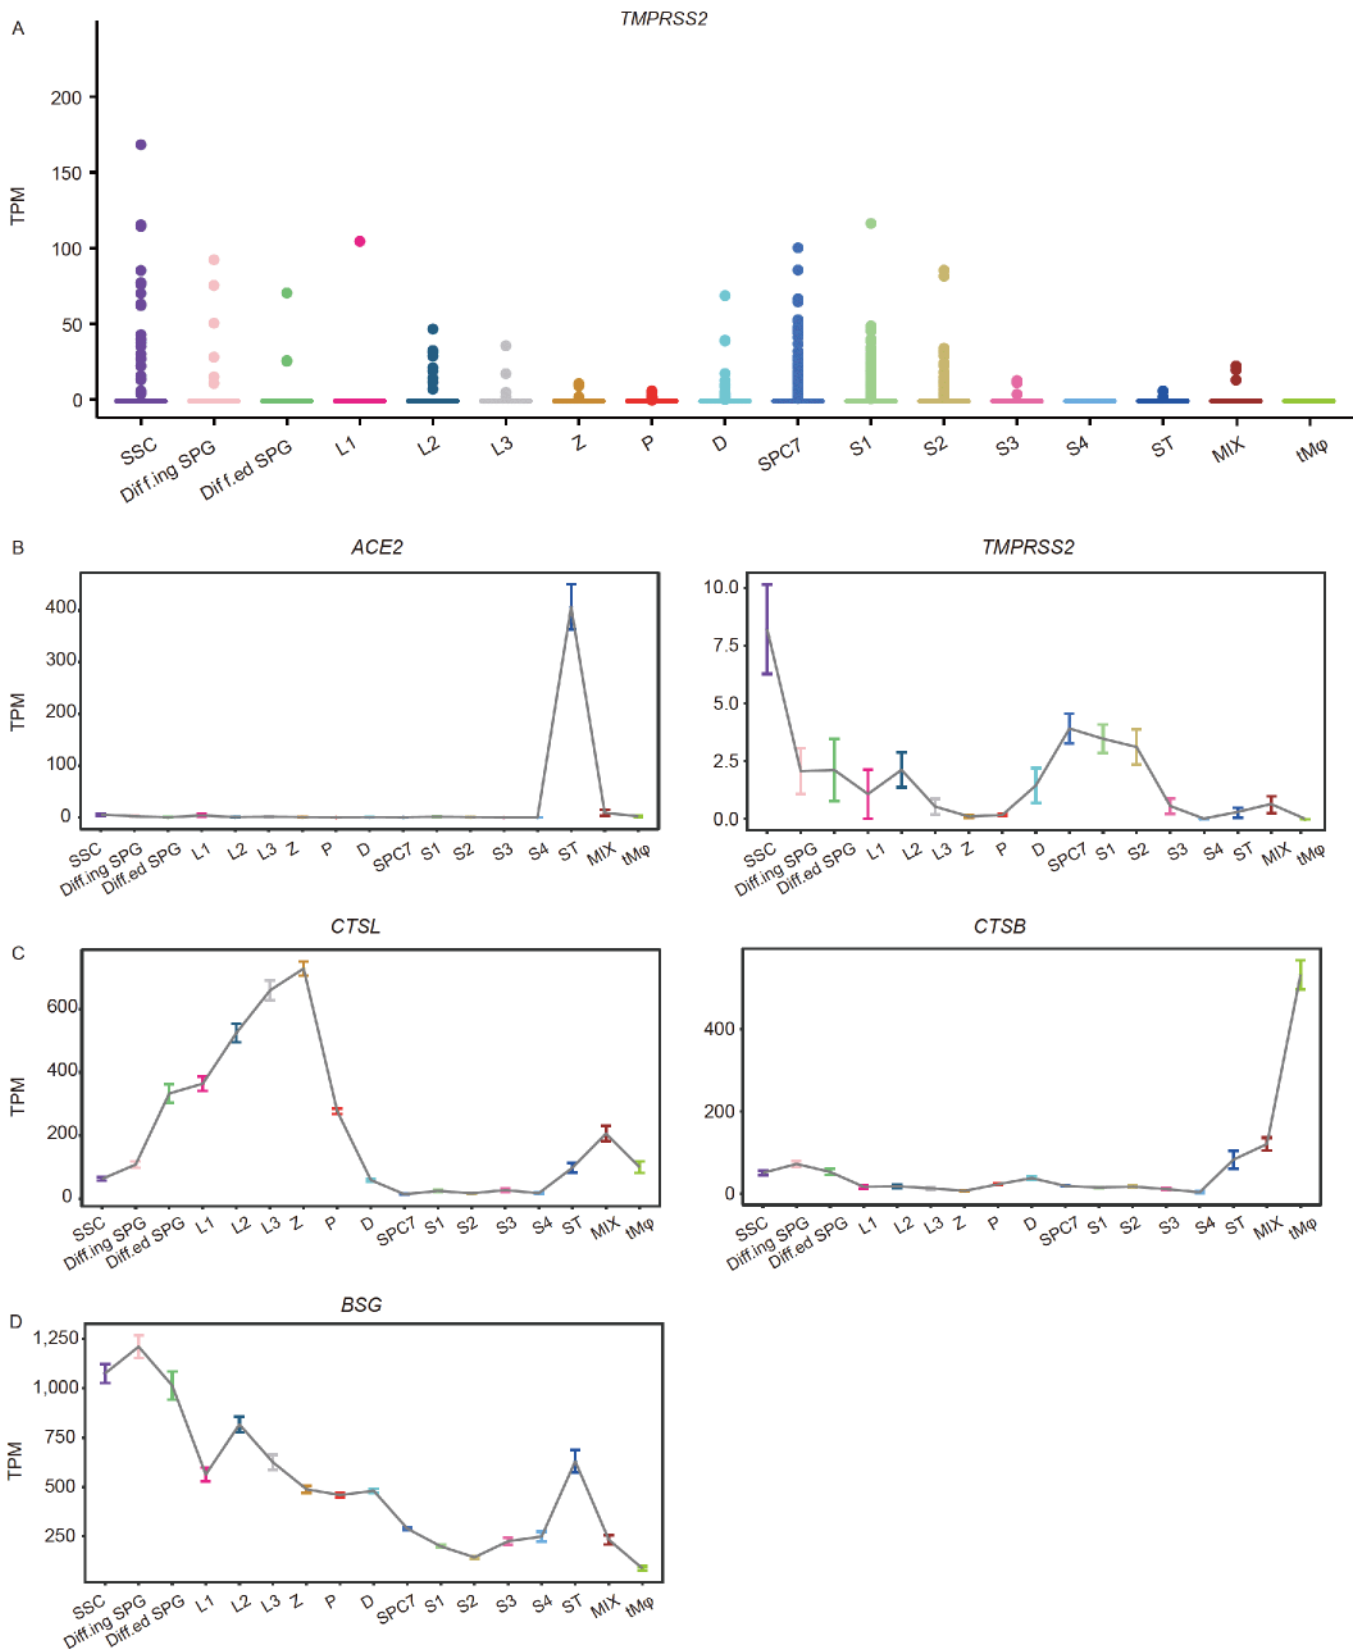 A
TMPRSS2
TPM
200
150
100
50
0
SSC
Diff.ing SPG
Diff.ed SPG
L1
L2
L3
Z
P
D
SPC7
S1
S2
S3
S4
ST
MIX
tMφ
B
ACE2
TPM
400
300
200
100
0
SSC
Diff.ing SPG
Diff.ed SPG
L1
L2
L3
Z
P
D
SPC7
S1
S2
S3
S4
ST
MIX
tMφ
TMPRSS2
10.0
7.5
5.0
2.5
0.0
SSC
Diff.ing SPG
Diff.ed SPG
L1
L2
L3
Z
P
D
SPC7
S1
S2
S3
S4
ST
MIX
tMφ
C
CTSL
TPM
600
400
200
0
SSC
Diff.ing SPG
Diff.ed SPG
L1
L2
L3
Z
P
D
SPC7
S1
S2
S3
S4
ST
MIX
tMφ
CTSB
400
200
0
SSC
Diff.ing SPG
Diff.ed SPG
L1
L2
L3
Z
P
D
SPC7
S1
S2
S3
S4
ST
MIX
tMφ
D
BSG
TPM
1,250
1,000
750
500
250
SSC
Diff.ing SPG
Diff.ed SPG
L1
L2
L3
Z
P
D
SPC7
S1
S2
S3
S4
ST
MIX
tMφ